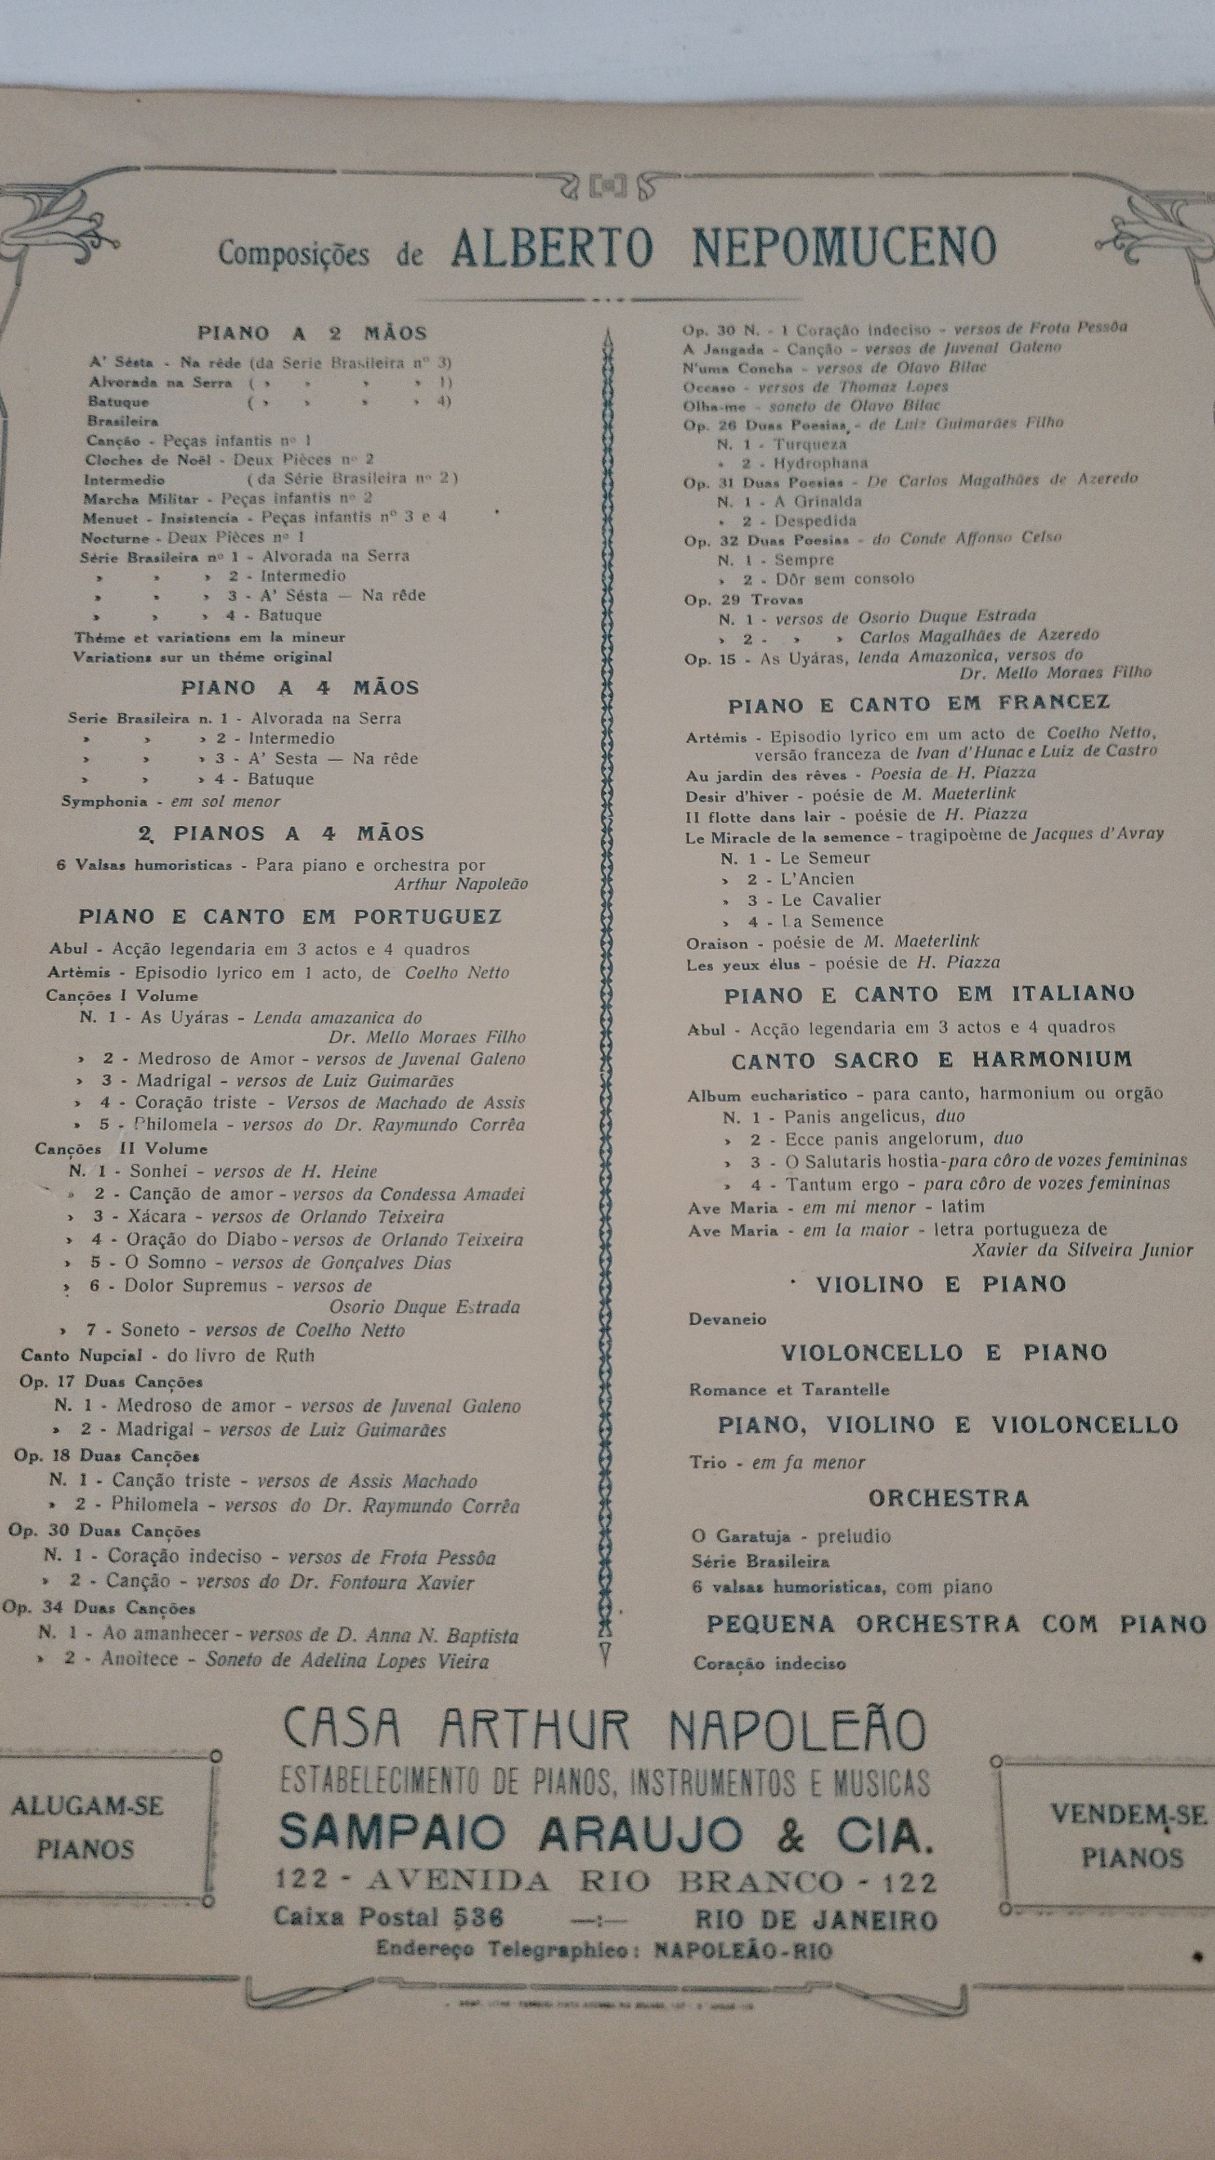 Composições de ALBERTO NEPOMUCENO
PIANO A 2 MÃOS
A' Sésta - Na réde (da Serie Brasileira nº 3)
Alvorada na Serra ( » » » » 1)
Batuque ( » » » » 4)
Brasileira
Canção - Peças infantis nº 1
Cloches de Noël - Deux Pièces nº 2
Intermedio (da Série Brasileira nº 2)
Marcha Militar - Peças infantis nº 2
Menuet - Insistencia - Peças infantis nº 3 e 4
Nocturne - Deux Pièces nº 1
Série Brasileira nº 1 - Alvorada na Serra
» » » 2 - Intermedio
» » » 3 - A' Sésta — Na rêde
» » » 4 - Batuque
Théme et variations em la mineur
Variations sur un théme original
PIANO A 4 MÃOS
Serie Brasileira n. 1 - Alvorada na Serra
» » » 2 - Intermedio
» » » 3 - A' Sesta — Na rêde
» » » 4 - Batuque
Symphonia - em sol menor
2 PIANOS A 4 MÃOS
6 Valsas humoristicas - Para piano e orchestra por
Arthur Napoleão
PIANO E CANTO EM PORTUGUEZ
Abul - Acção legendaria em 3 actos e 4 quadros
Artèmis - Episodio lyrico em 1 acto, de Coelho Netto
Canções I Volume
N. 1 - As Uyáras - Lenda amazanica do
Dr. Mello Moraes Filho
» 2 - Medroso de Amor - versos de Juvenal Galeno
» 3 - Madrigal - versos de Luiz Guimarães
» 4 - Coração triste - Versos de Machado de Assis
» 5 - Philomela - versos do Dr. Raymundo Corrêa
Canções II Volume
N. 1 - Sonhei - versos de H. Heine
» 2 - Canção de amor - versos da Condessa Amadei
» 3 - Xácara - versos de Orlando Teixeira
» 4 - Oração do Diabo - versos de Orlando Teixeira
» 5 - O Somno - versos de Gonçalves Dias
» 6 - Dolor Supremus - versos de
Osorio Duque Estrada
» 7 - Soneto - versos de Coelho Netto
Canto Nupcial - do livro de Ruth
Op. 17 Duas Canções
N. 1 - Medroso de amor - versos de Juvenal Galeno
» 2 - Madrigal - versos de Luiz Guimarães
Op. 18 Duas Canções
N. 1 - Canção triste - versos de Assis Machado
» 2 - Philomela - versos do Dr. Raymundo Corrêa
Op. 30 Duas Canções
N. 1 - Coração indeciso - versos de Frota Pessôa
» 2 - Canção - versos do Dr. Fontoura Xavier
Op. 34 Duas Canções
N. 1 - Ao amanhecer - versos de D. Anna N. Baptista
» 2 - Anoitece - Soneto de Adelina Lopes Vieira
Op. 30 N. - 1 Coração indeciso - versos de Frota Pessôa
A Jangada - Canção - versos de Juvenal Galeno
N'uma Concha - versos de Olavo Bilac
Occaso - versos de Thomaz Lopes
Olha-me - soneto de Olavo Bilac
Op. 26 Duas Poesias - de Luiz Guimarães Filho
N. 1 - Turqueza
» 2 - Hydrophana
Op. 31 Duas Poesias - De Carlos Magalhães de Azeredo
N. 1 - A Grinalda
» 2 - Despedida
Op. 32 Duas Poesias - do Conde Affonso Celso
N. 1 - Sempre
» 2 - Dôr sem consolo
Op. 29 Trovas
N. 1 - versos de Osorio Duque Estrada
» 2 - » » Carlos Magalhães de Azeredo
Op. 15 - As Uyáras, lenda Amazonica, versos do
Dr. Mello Moraes Filho
PIANO E CANTO EM FRANCEZ
Artémis - Episodio lyrico em um acto de Coelho Netto,
versão franceza de Ivan d'Hunac e Luiz de Castro
Au jardin des rêves - Poesia de H. Piazza
Desir d'hiver - poésie de M. Maeterlink
Il flotte dans lair - poésie de H. Piazza
Le Miracle de la semence - tragipoème de Jacques d'Avray
N. 1 - Le Semeur
» 2 - L'Ancien
» 3 - Le Cavalier
» 4 - La Semence
Oraison - poésie de M. Maeterlink
Les yeux élus - poésie de H. Piazza
PIANO E CANTO EM ITALIANO
Abul - Acção legendaria em 3 actos e 4 quadros
CANTO SACRO E HARMONIUM
Album eucharistico - para canto, harmonium ou orgão
N. 1 - Panis angelicus, duo
» 2 - Ecce panis angelorum, duo
» 3 - O Salutaris hostia-para côro de vozes femininas
» 4 - Tantum ergo - para côro de vozes femininas
Ave Maria - em mi menor - latim
Ave Maria - em la maior - letra portugueza de
Xavier da Silveira Junior
VIOLINO E PIANO
Devaneio
VIOLONCELLO E PIANO
Romance et Tarantelle
PIANO, VIOLINO E VIOLONCELLO
Trio - em fa menor
ORCHESTRA
O Garatuja - preludio
Série Brasileira
6 valsas humoristicas, com piano
PEQUENA ORCHESTRA COM PIANO
Coração indeciso
CASA ARTHUR NAPOLEÃO
ESTABELECIMENTO DE PIANOS, INSTRUMENTOS E MUSICAS
SAMPAIO ARAUJO & CIA.
122 - AVENIDA RIO BRANCO - 122
Caixa Postal 536 —:— RIO DE JANEIRO
Endereço Telegraphico: NAPOLEÃO-RIO
ALUGAM-SE
PIANOS
VENDEM-SE
PIANOS